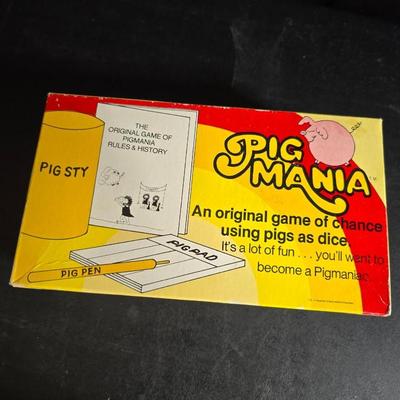 PIG STY
THE
ORIGINAL GAME OF
PIGMANIA
RULES & HISTORY
PIG
MANIA
TM
An original game of chance
using pigs as dice.
It's a lot of fun . . . you'll want to
become a Pigmaniac.
PIG PAD
PIG PEN